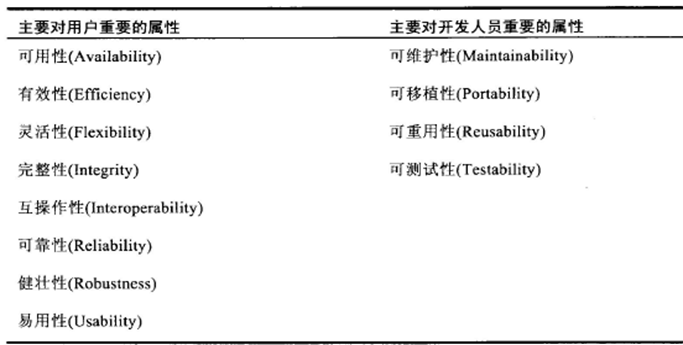 主要对用户重要的属性 主要对开发人员重要的属性
可用性(Availability) 可维护性(Maintainability)
有效性(Efficiency) 可移植性(Portability)
灵活性(Flexibility) 可重用性(Reusability)
完整性(Integrity) 可测试性(Testability)
互操作性(Interoperability)
可靠性(Reliability)
健壮性(Robustness)
易用性(Usability)